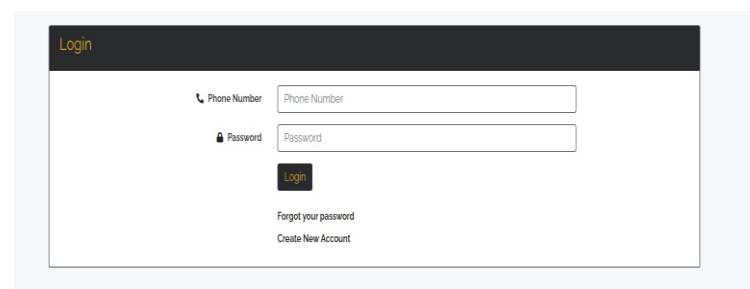 Login
Phone Number Phone Number
Password Password
Login
Forgot your password
Create New Account